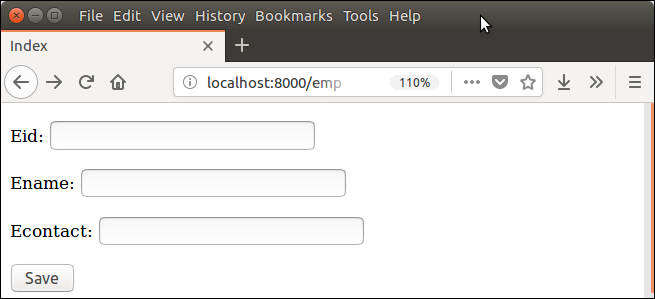 File Edit View History Bookmarks Tools Help
Index
localhost:8000/emp 110%
Eid:
Ename:
Econtact:
Save